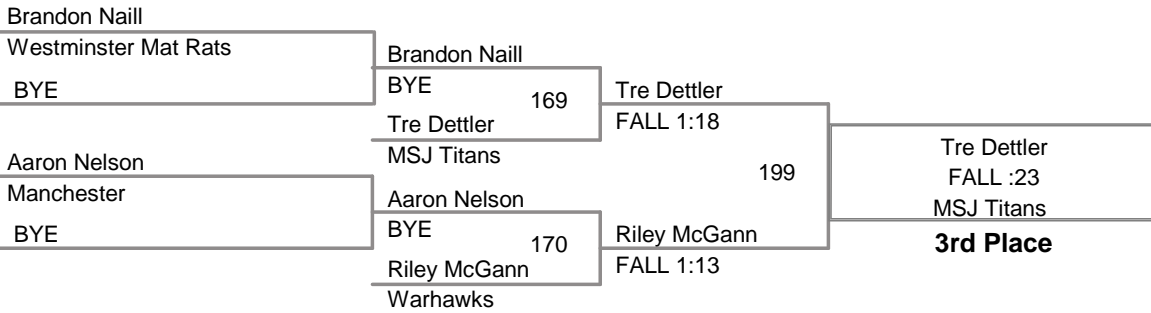 Brandon Naill
Westminster Mat Rats
BYE
Brandon Naill
BYE
169
Tre Dettler
MSJ Titans
Tre Dettler
FALL 1:18
Aaron Nelson
Manchester
BYE
Aaron Nelson
BYE
170
Riley McGann
Warhawks
Riley McGann
FALL 1:13
199
Tre Dettler
FALL :23
MSJ Titans
3rd Place